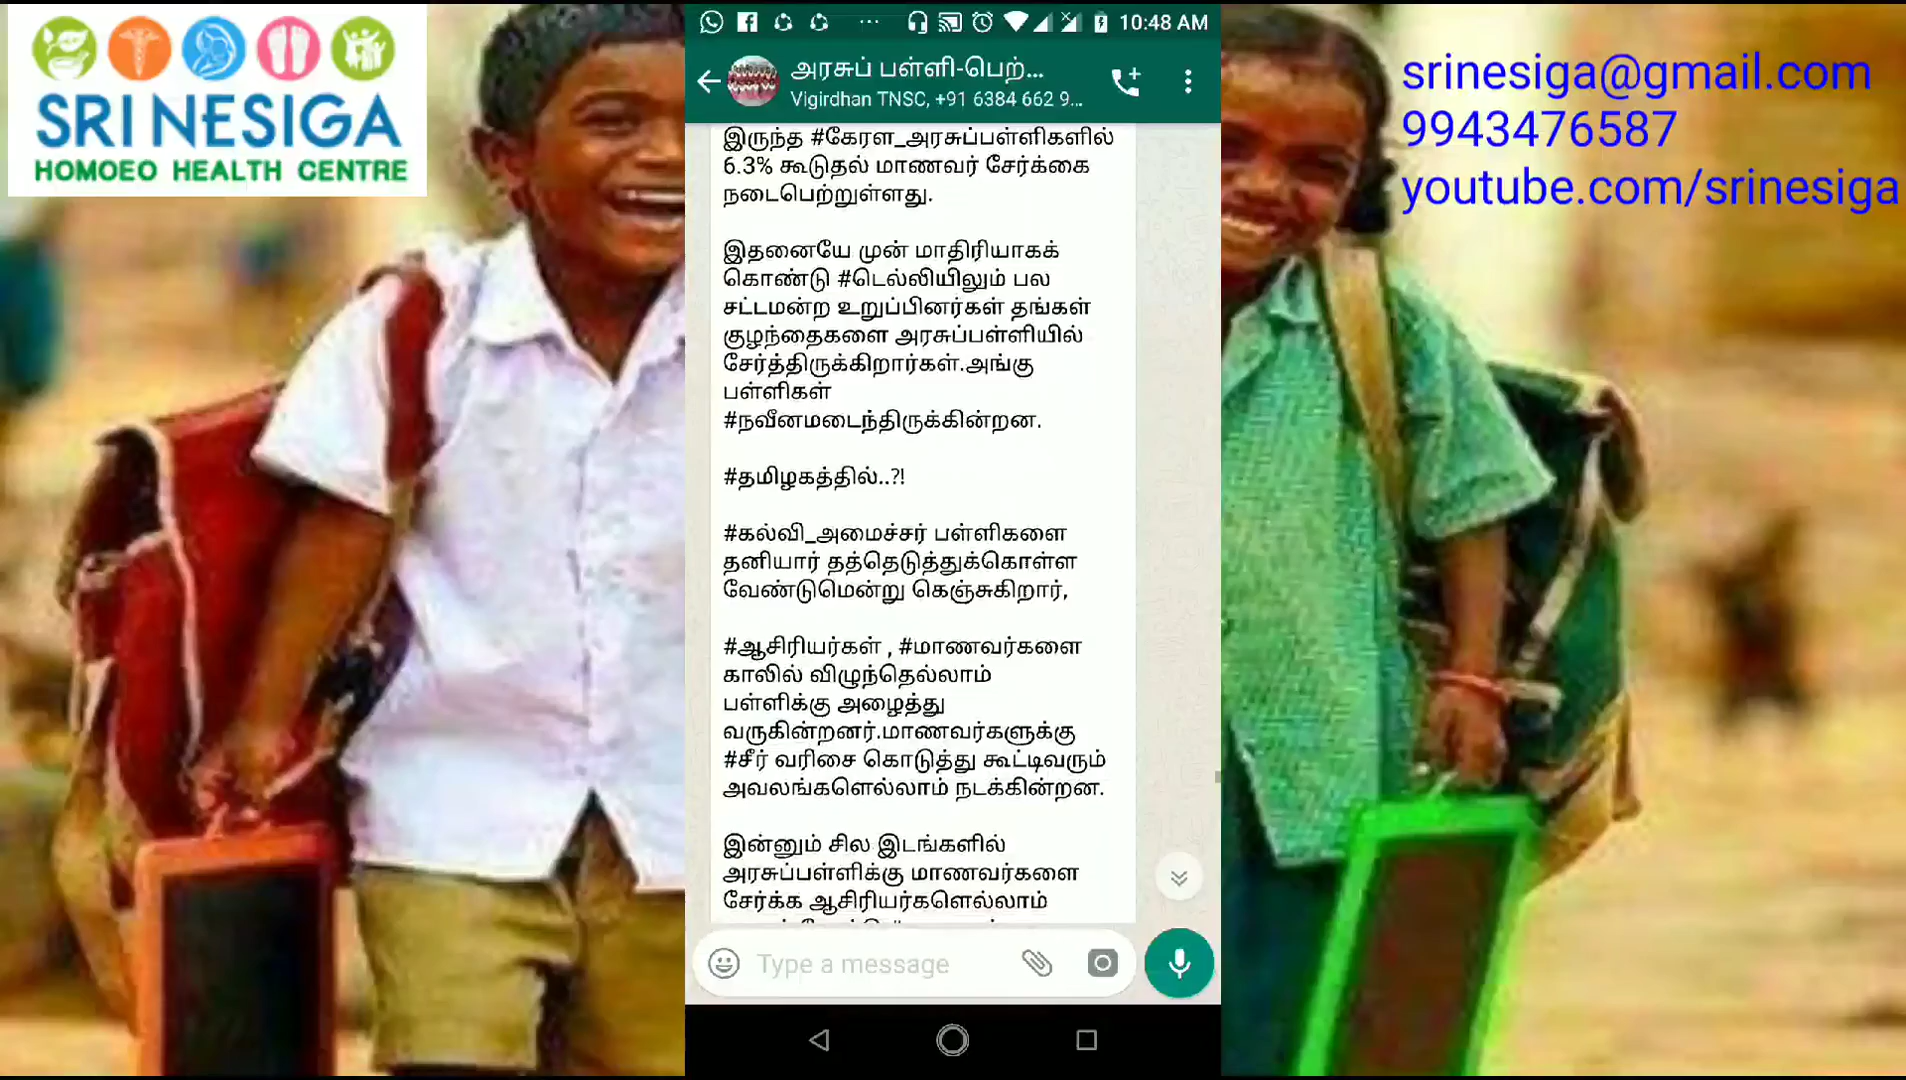 SRI NESIGA
HOMOEO HEALTH CENTRE
10:48 AM
அரசுப் பள்ளி-பெற்...
Vigirdhan TNSC, +91 6384 662 9...
இருந்த #கேரள_அரசுப்பள்ளிகளில்
6.3% கூடுதல் மாணவர் சேர்க்கை
நடைபெற்றுள்ளது.
இதனையே முன் மாதிரியாகக்
கொண்டு #டெல்லியிலும் பல
சட்டமன்ற உறுப்பினர்கள் தங்கள்
குழந்தைகளை அரசுப்பள்ளியில்
சேர்த்திருக்கிறார்கள்.அங்கு
பள்ளிகள்
#நவீனமடைந்திருக்கின்றன.
#தமிழகத்தில்..?!
#கல்வி_அமைச்சர் பள்ளிகளை
தனியார் தத்தெடுத்துக்கொள்ள
வேண்டுமென்று கெஞ்சுகிறார்,
#ஆசிரியர்கள் , #மாணவர்களை
காலில் விழுந்தெல்லாம்
பள்ளிக்கு அழைத்து
வருகின்றனர்.மாணவர்களுக்கு
#சீர் வரிசை கொடுத்து கூட்டிவரும்
அவலங்களெல்லாம் நடக்கின்றன.
இன்னும் சில இடங்களில்
அரசுப்பள்ளிக்கு மாணவர்களை
சேர்க்க ஆசிரியர்களெல்லாம்
Type a message
srinesiga@gmail.com
9943476587
youtube.com/srinesiga